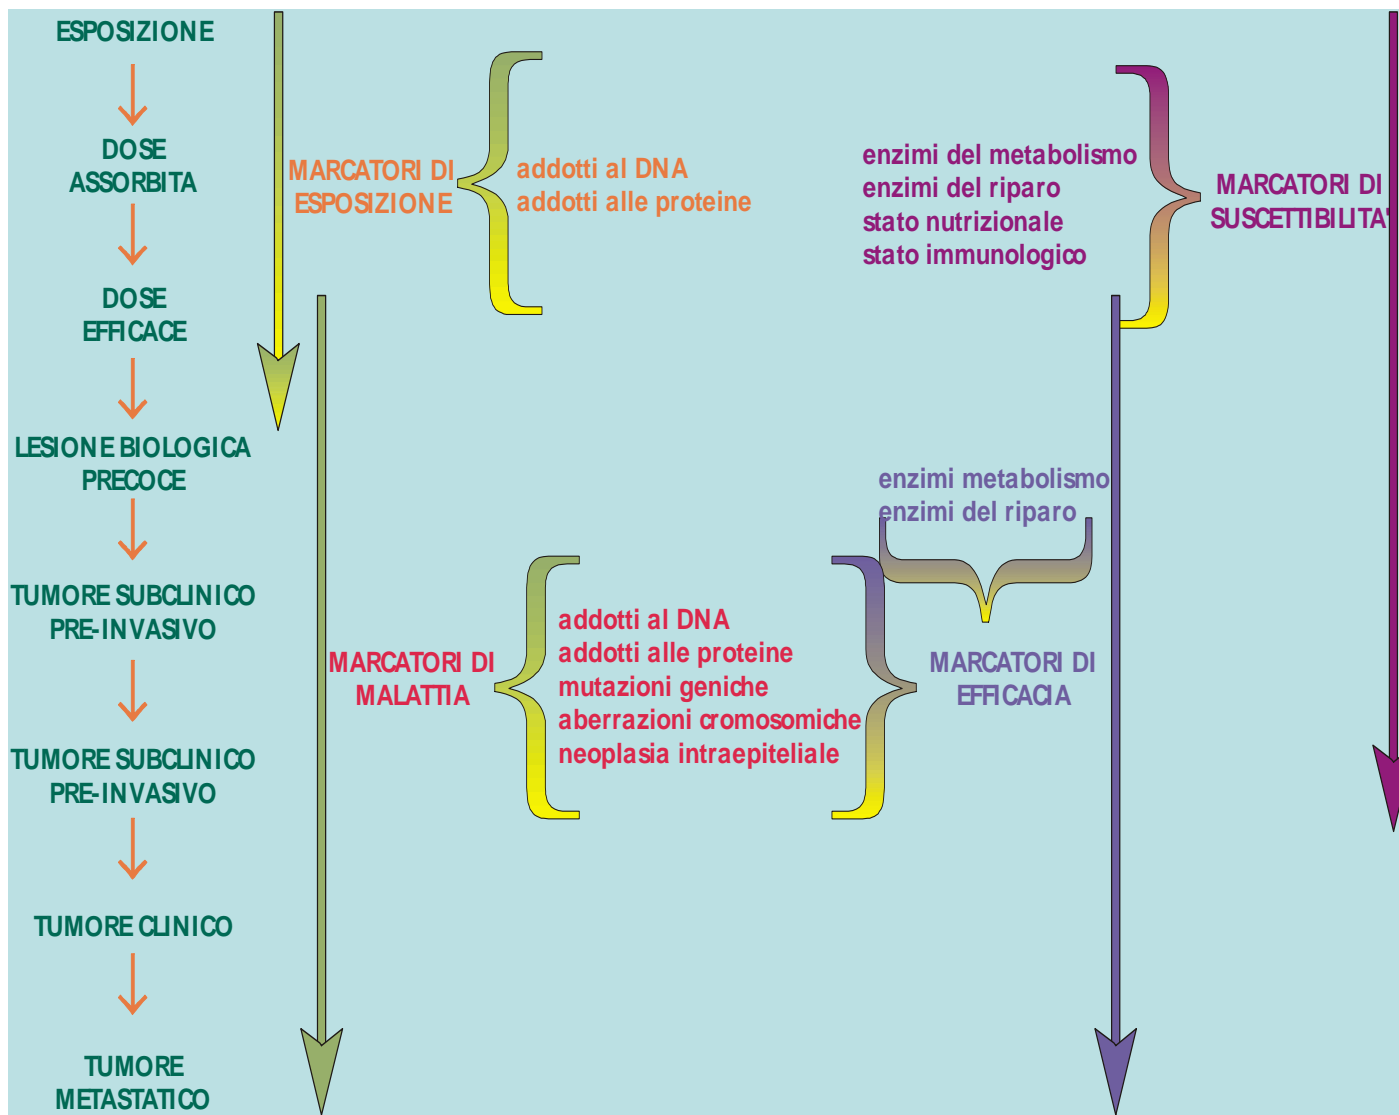 ESPOSIZIONE
DOSE
ASSORBITA
DOSE
EFFICACE
LESIONE BIOLOGICA
PRECOCE
TUMORE SUBCLINICO
PRE-INVASIVO
TUMORE SUBCLINICO
PRE-INVASIVO
TUMORE CLINICO
TUMORE
METASTATICO
MARCATORI DI
ESPOSIZIONE
addotti al DNA
addotti alle proteine
enzimi del metabolismo
enzimi del riparo
stato nutrizionale
stato immunologico
MARCATORI DI
SUSCETTIBILITA'
enzimi metabolismo
enzimi del riparo
MARCATORI DI
MALATTIA
addotti al DNA
addotti alle proteine
mutazioni geniche
aberrazioni cromosomiche
neoplasia intraepiteliale
MARCATORI DI
EFFICACIA